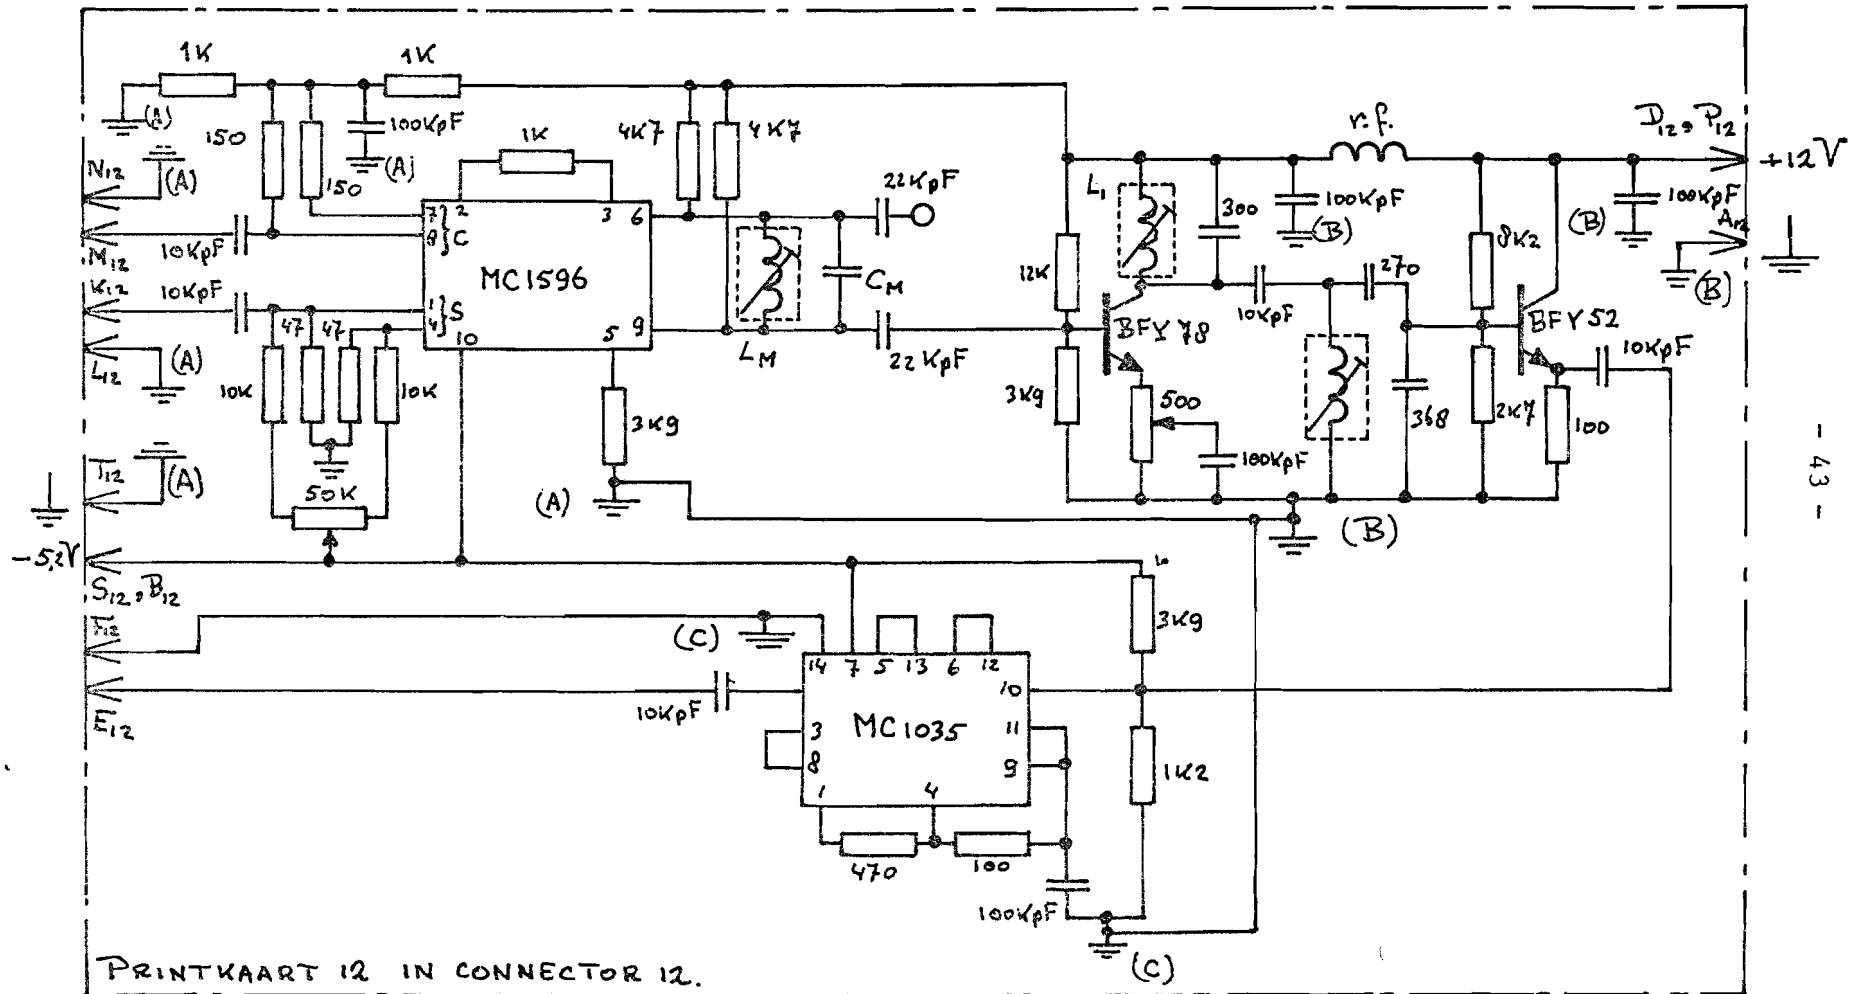 1K
1K
(A)
150
150
100KpF
(A)
1K
4K7
4K7
22KpF
N12
(A)
M12
10KpF
K12
10KpF
L12
(A)
7
8
} C
2
3
6
MC1596
1
4
} S
10
5
9
47
47
10K
10K
50K
LM
CM
22KpF
3K9
(A)
T12
(A)
-5,2V
S12, B12
F12
E12
12K
3K9
L1
300
100KpF
(B)
r.f.
D12, P12
+12V
100KpF
(B)
A12
(B)
8K2
BFY78
10KpF
270
BFY52
10KpF
500
100KpF
368
2K7
100
(B)
- 43 -
3K9
(C)
14 7 5 13 6 12
10KpF
10
MC1035
3
8
11
9
1
4
1K2
470
100
100KpF
(C)
PRINTKAART 12 IN CONNECTOR 12.